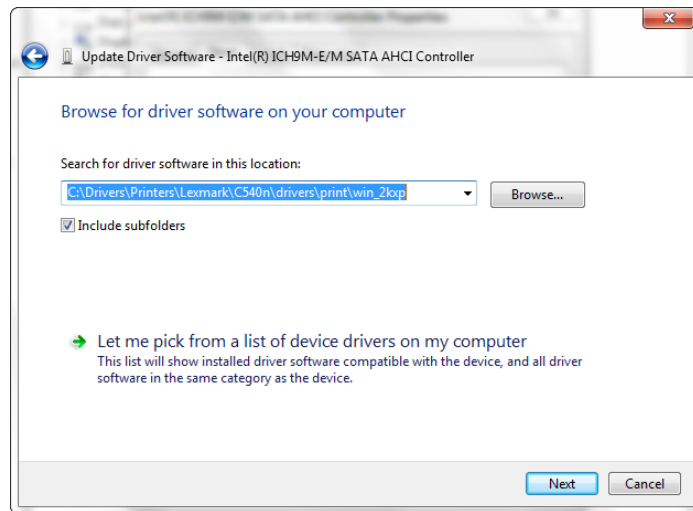 Update Driver Software - Intel(R) ICH9M-E/M SATA AHCI Controller
Browse for driver software on your computer
Search for driver software in this location:
C:\Drivers\Printers\Lexmark\C540n\drivers\print\win_2kxp
Browse...
Include subfolders
Let me pick from a list of device drivers on my computer
This list will show installed driver software compatible with the device, and all driver
software in the same category as the device.
Next
Cancel